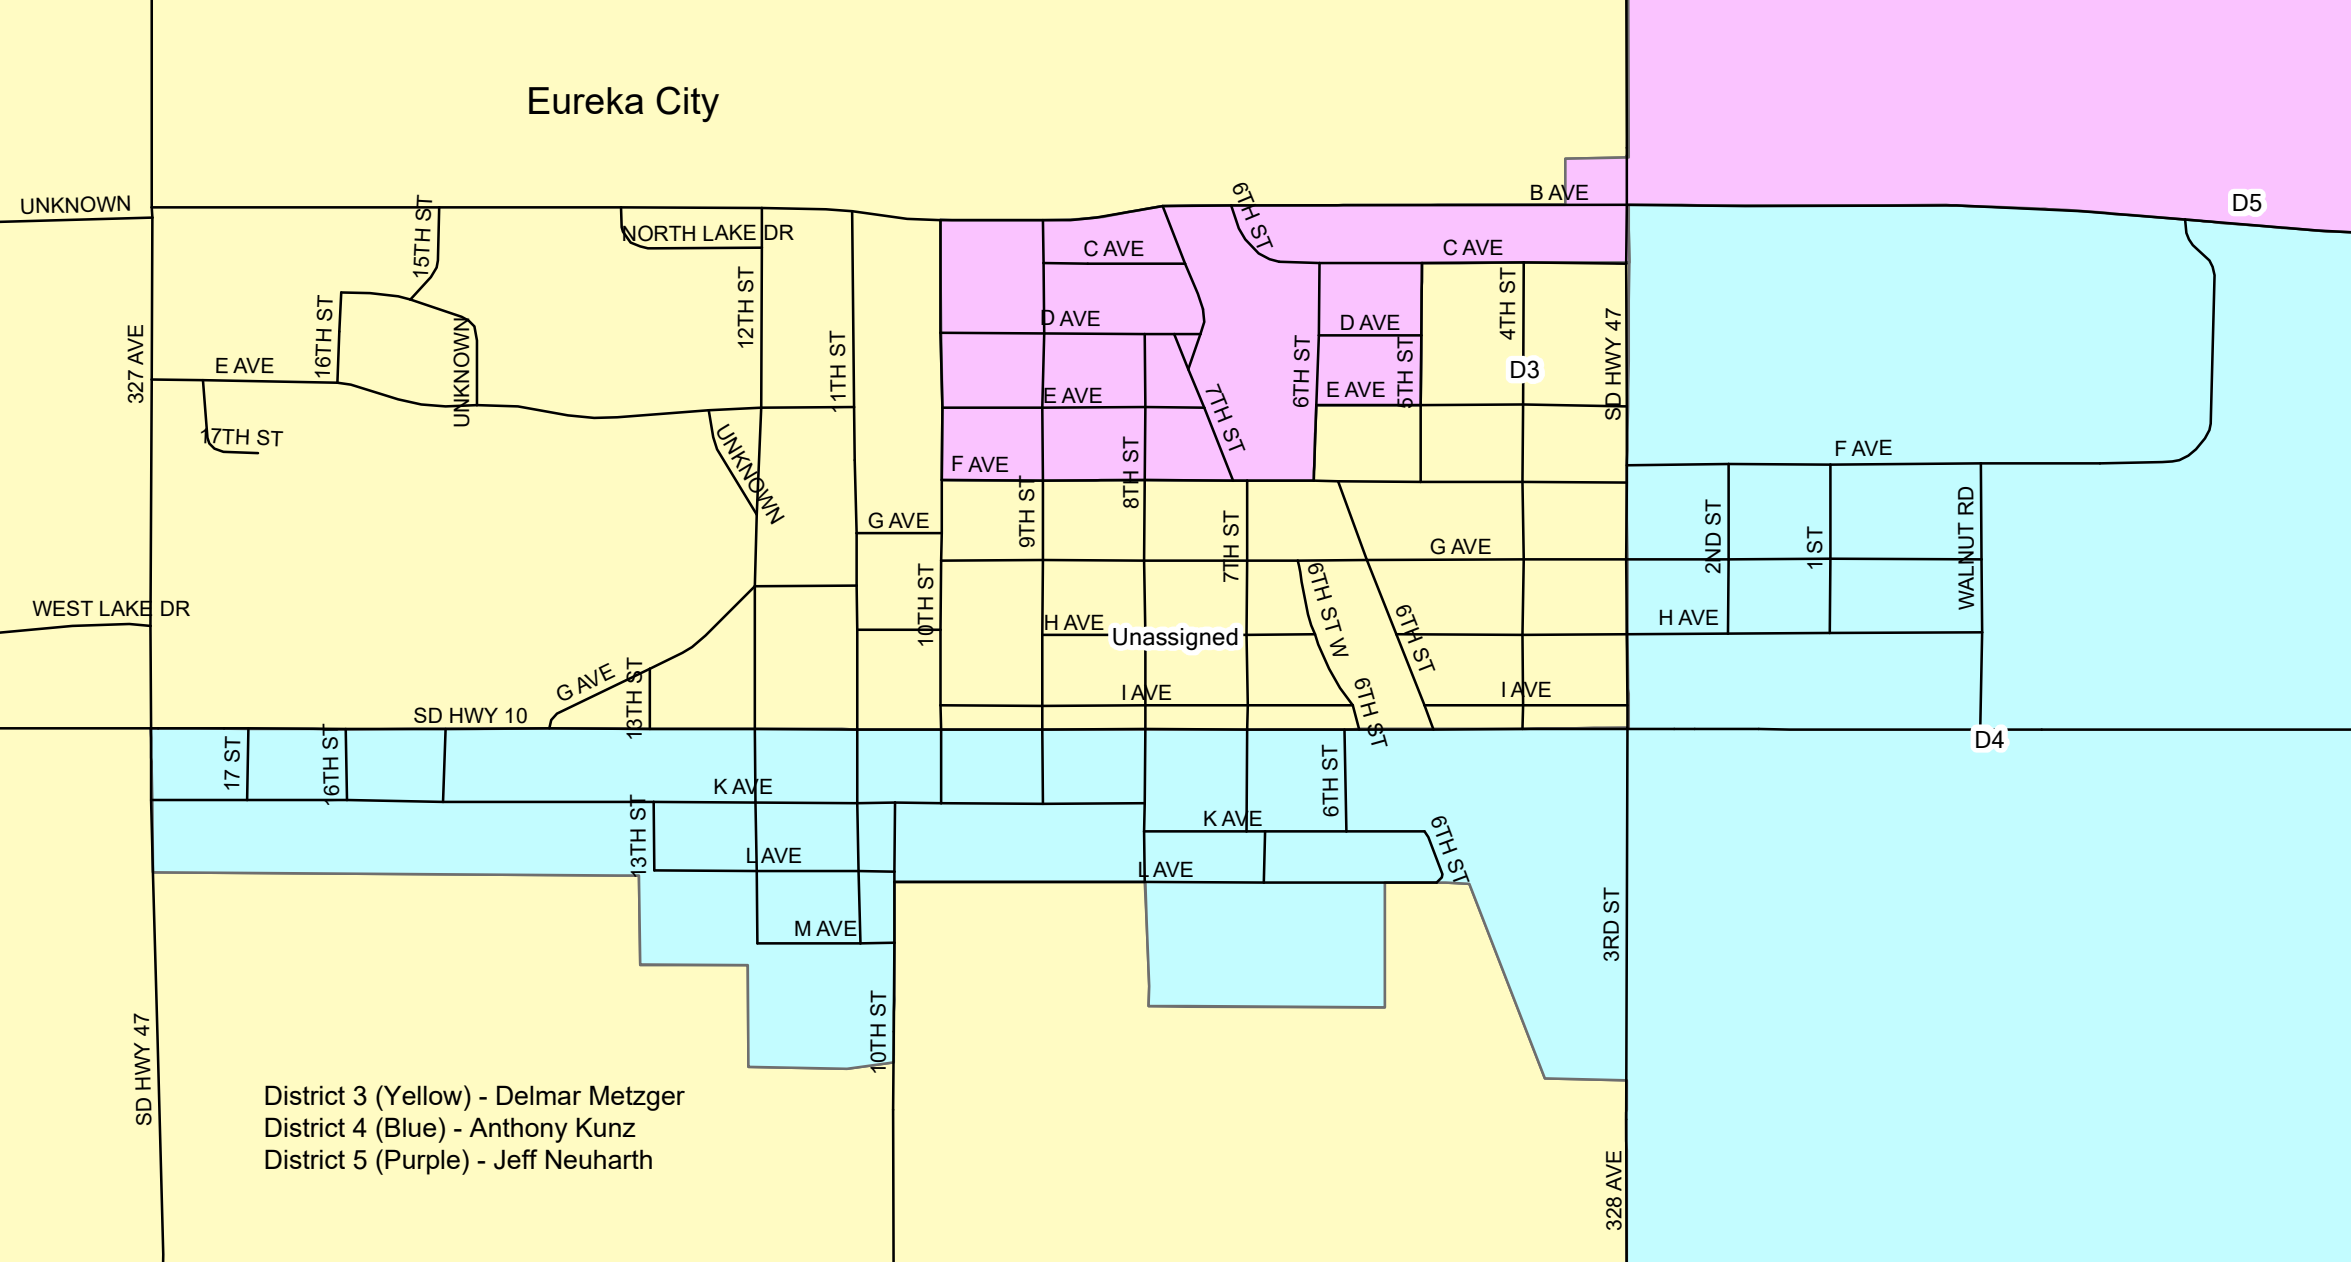 Eureka City
UNKNOWN
15TH ST
NORTH LAKE DR
6TH ST
B AVE
D5
C AVE
C AVE
327 AVE
16TH ST
UNKNOWN
12TH ST
11TH ST
D AVE
D AVE
4TH ST
SD HWY 47
E AVE
D3
6TH ST
5TH ST
E AVE
E AVE
7TH ST
17TH ST
UNKNOWN
F AVE
8TH ST
F AVE
9TH ST
G AVE
7TH ST
G AVE
2ND ST
1 ST
WALNUT RD
WEST LAKE DR
10TH ST
H AVE
Unassigned
6TH ST W
6TH ST
H AVE
G AVE
13TH ST
I AVE
6TH ST
I AVE
SD HWY 10
D4
17 ST
16TH ST
K AVE
6TH ST
13TH ST
K AVE
6TH ST
L AVE
L AVE
M AVE
3RD ST
10TH ST
SD HWY 47
District 3 (Yellow) - Delmar Metzger
District 4 (Blue) - Anthony Kunz
District 5 (Purple) - Jeff Neuharth
328 AVE